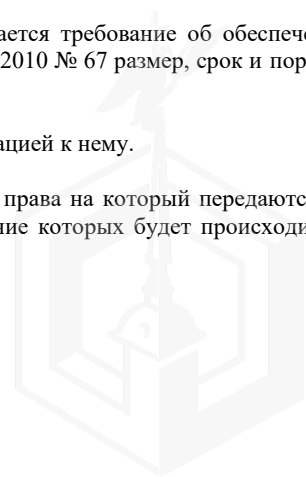 ается требование об обеспече
2010 № 67 размер, срок и пор
ацией к нему.
права на который передаются
ние которых будет происходи